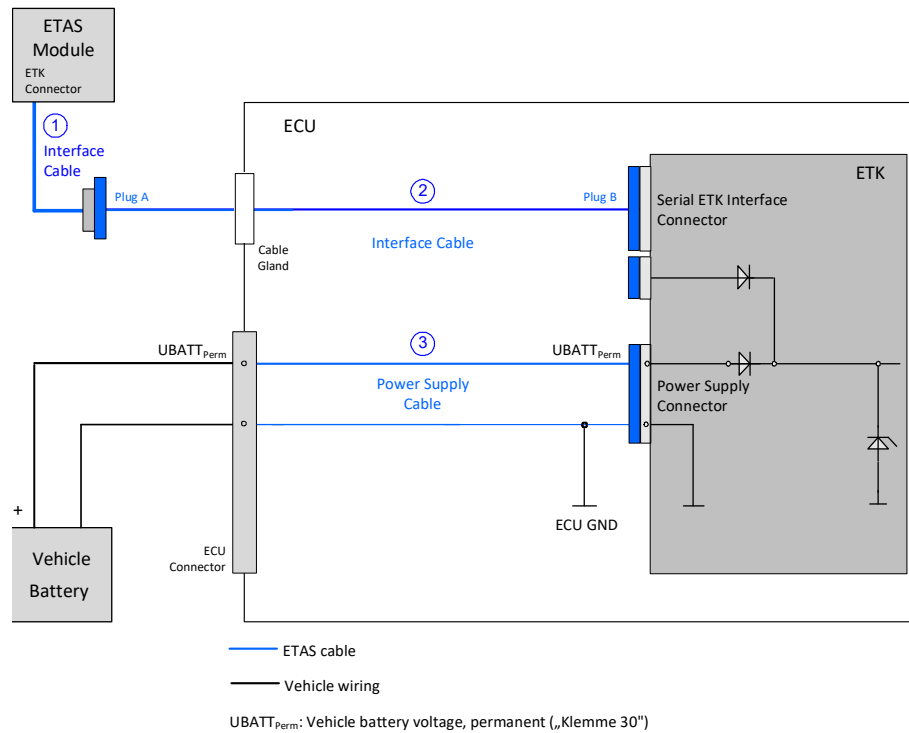 ETAS
Module
ETK
Connector
1
Interface
Cable
Plug A
ECU
2
Plug B
ETK
Serial ETK Interface
Connector
Interface Cable
Cable
Gland
UBATTPerm
3
UBATTPerm
Power Supply
Cable
Power Supply
Connector
+
Vehicle
Battery
ECU
Connector
ECU GND
ETAS cable
Vehicle wiring
UBATTPerm: Vehicle battery voltage, permanent („Klemme 30")